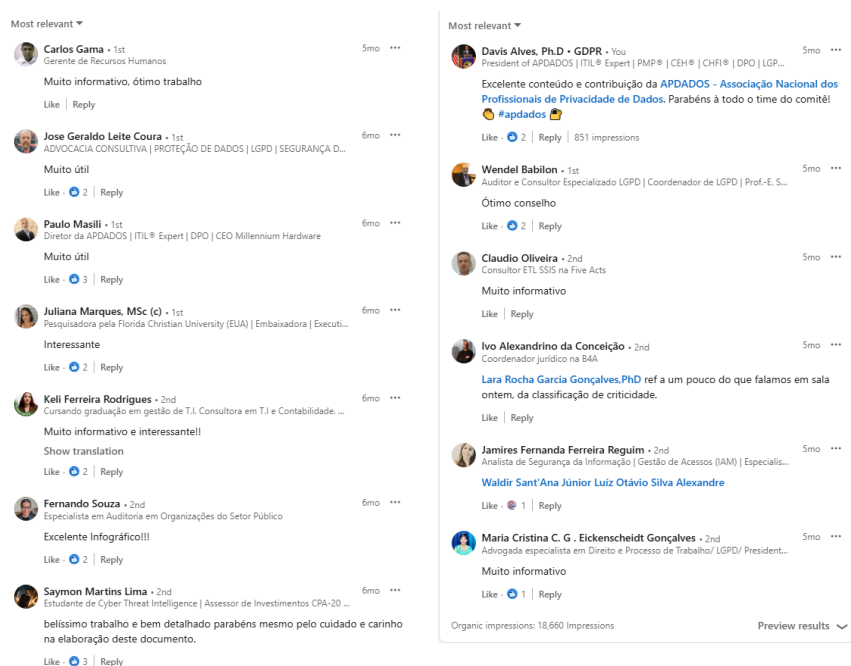 Most relevant
Carlos Gama • 1st
5mo
Gerente de Recursos Humanos
Muito informativo, ótimo trabalho
Like | Reply
Jose Geraldo Leite Coura • 1st
6mo
ADVOCACIA CONSULTIVA | PROTEÇÃO DE DADOS | LGPD | SEGURANÇA D...
Muito útil
Like · 2 | Reply
Paulo Masili • 1st
6mo
Diretor da APDADOS | ITIL® Expert | DPO | CEO Millennium Hardware
Muito útil
Like · 3 | Reply
Juliana Marques, MSc (c) • 1st
6mo
Pesquisadora pela Florida Christian University (EUA) | Embaixadora | Executi...
Interessante
Like · 2 | Reply
Keli Ferreira Rodrigues • 2nd
6mo
Cursando graduação em gestão de T.I. Consultora em T.I e Contabilidade. ...
Muito informativo e interessante!!
Show translation
Like · 2 | Reply
Fernando Souza • 2nd
6mo
Especialista em Auditoria em Organizações do Setor Público
Excelente Infográfico!!!
Like · 2 | Reply
Saymon Martins Lima • 2nd
6mo
Estudante de Cyber Threat Intelligence | Assessor de Investimentos CPA-20 ...
belíssimo trabalho e bem detalhado parabéns mesmo pelo cuidado e carinho
na elaboração deste documento.
Like · 3 | Reply
Most relevant
Davis Alves, Ph.D • GDPR • You
5mo
President of APDADOS | ITIL® Expert | PMP® | CEH® | CHFI® | DPO | LGP...
Excelente conteúdo e contribuição da APDADOS - Associação Nacional dos
Profissionais de Privacidade de Dados. Parabéns à todo o time do comitê!
👏 #apdados 🔐
Like · 2 | Reply | 851 impressions
Wendel Babilon • 1st
5mo
Auditor e Consultor Especializado LGPD | Coordenador de LGPD | Prof.-E. S...
Ótimo conselho
Like · 2 | Reply
Claudio Oliveira • 2nd
5mo
Consultor ETL SSIS na Five Acts
Muito informativo
Like | Reply
Ivo Alexandrino da Conceição • 2nd
5mo
Coordenador jurídico na B4A
Lara Rocha Garcia Gonçalves,PhD ref a um pouco do que falamos em sala
ontem, da classificação de criticidade.
Like | Reply
Jamires Fernanda Ferreira Reguim • 2nd
5mo
Analista de Segurança da Informação | Gestão de Acessos (IAM) | Especialis...
Waldir Sant'Ana Júnior Luíz Otávio Silva Alexandre
Like · 1 | Reply
Maria Cristina C. G . Eickenscheidt Gonçalves • 2nd
5mo
Advogada especialista em Direito e Processo de Trabalho/ LGPD/ President...
Muito informativo
Like · 1 | Reply
Organic impressions: 18,660 Impressions
Preview results